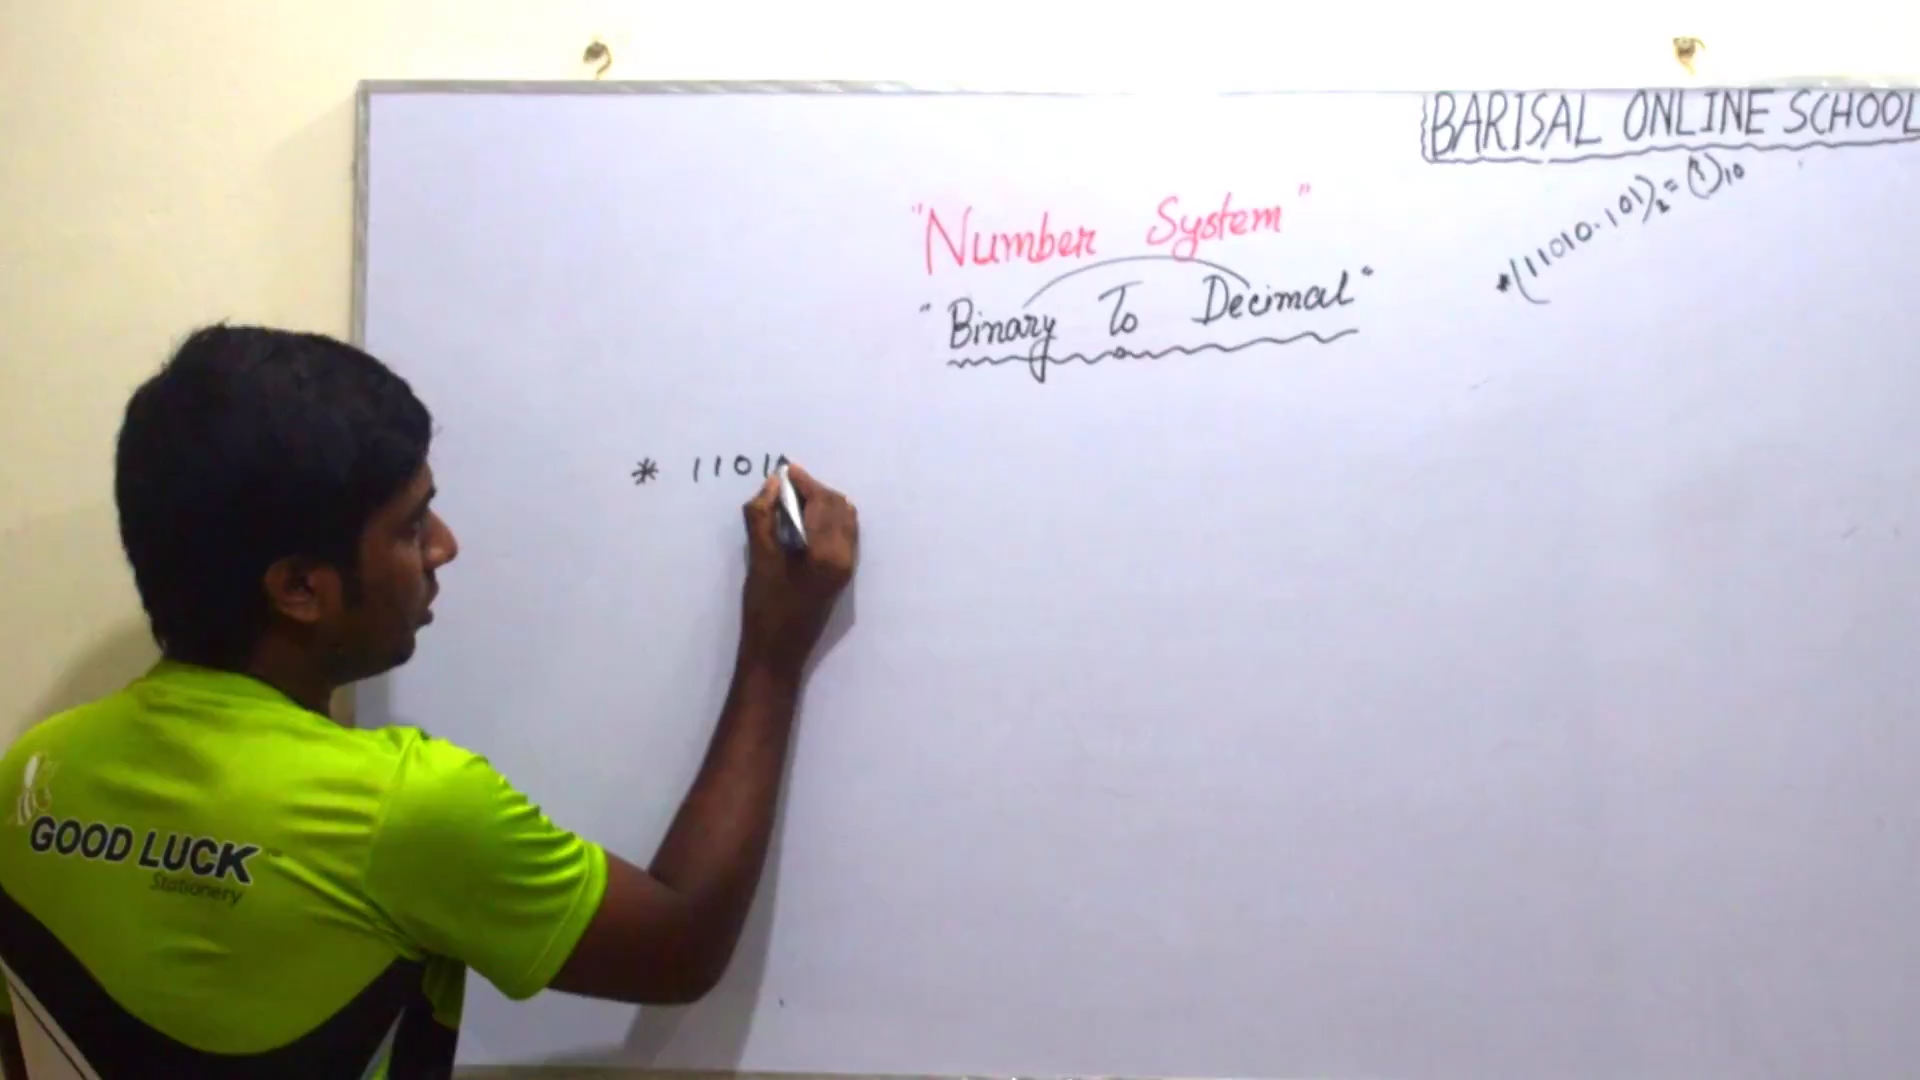 BARISAL ONLINE SCHOOL
"Number System"
"Binary To Decimal"
*(11010.101)₂ = (?)₁₀
* 11010
GOOD LUCK
Stationery